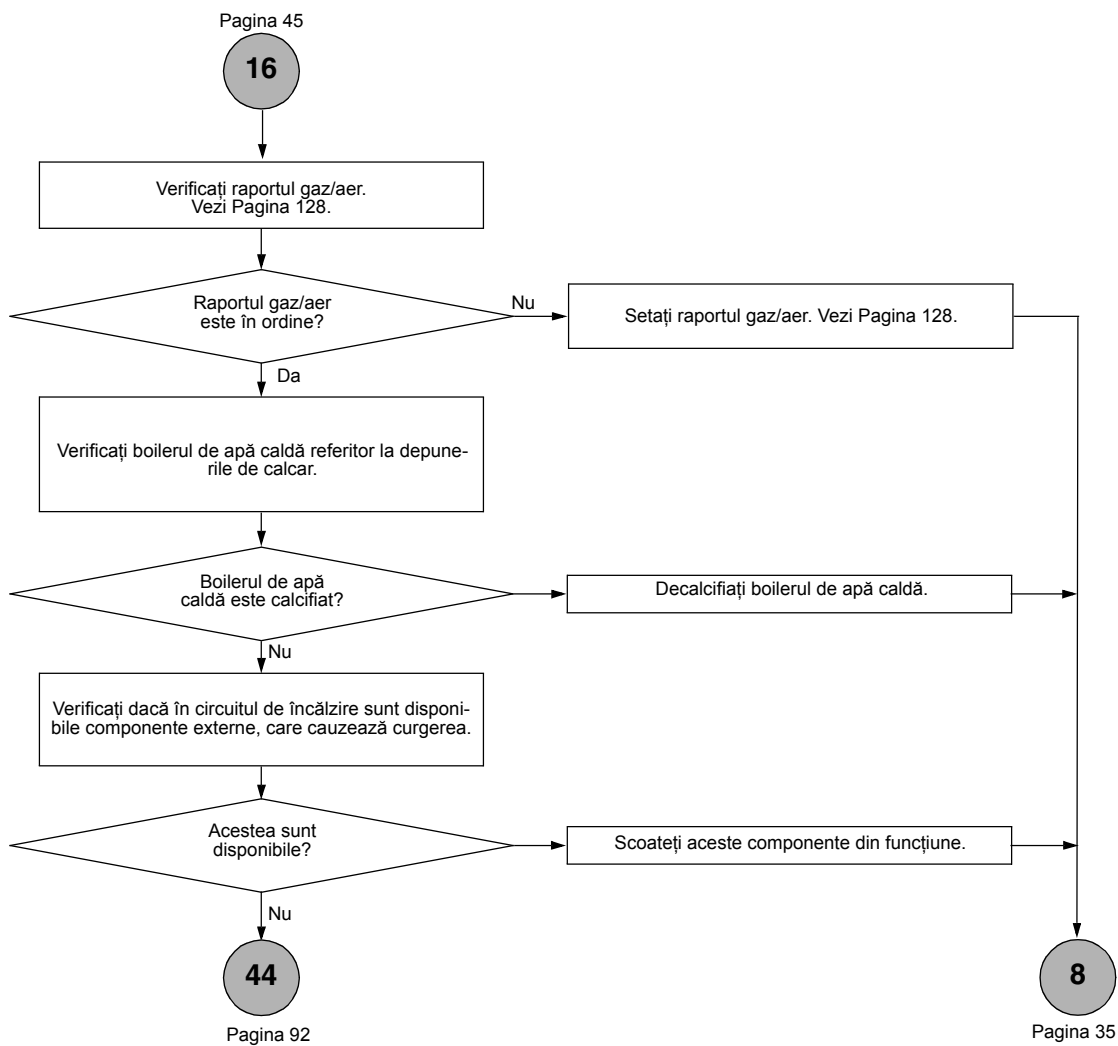 Pagina 45
16
Verificați raportul gaz/aer.
Vezi Pagina 128.
Raportul gaz/aer
este în ordine?
Nu
Setați raportul gaz/aer. Vezi Pagina 128.
Da
Verificați boilerul de apă caldă referitor la depune-
rile de calcar.
Boilerul de apă
caldă este calcifiat?
Decalcifiați boilerul de apă caldă.
Nu
Verificați dacă în circuitul de încălzire sunt disponi-
bile componente externe, care cauzează curgerea.
Acestea sunt
disponibile?
Scoateți aceste componente din funcțiune.
Nu
44
8
Pagina 92
Pagina 35